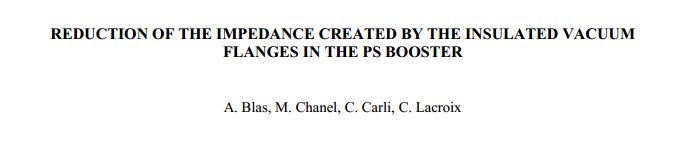 REDUCTION OF THE IMPEDANCE CREATED BY THE INSULATED VACUUM
FLANGES IN THE PS BOOSTER
A. Blas, M. Chanel, C. Carli, C. Lacroix